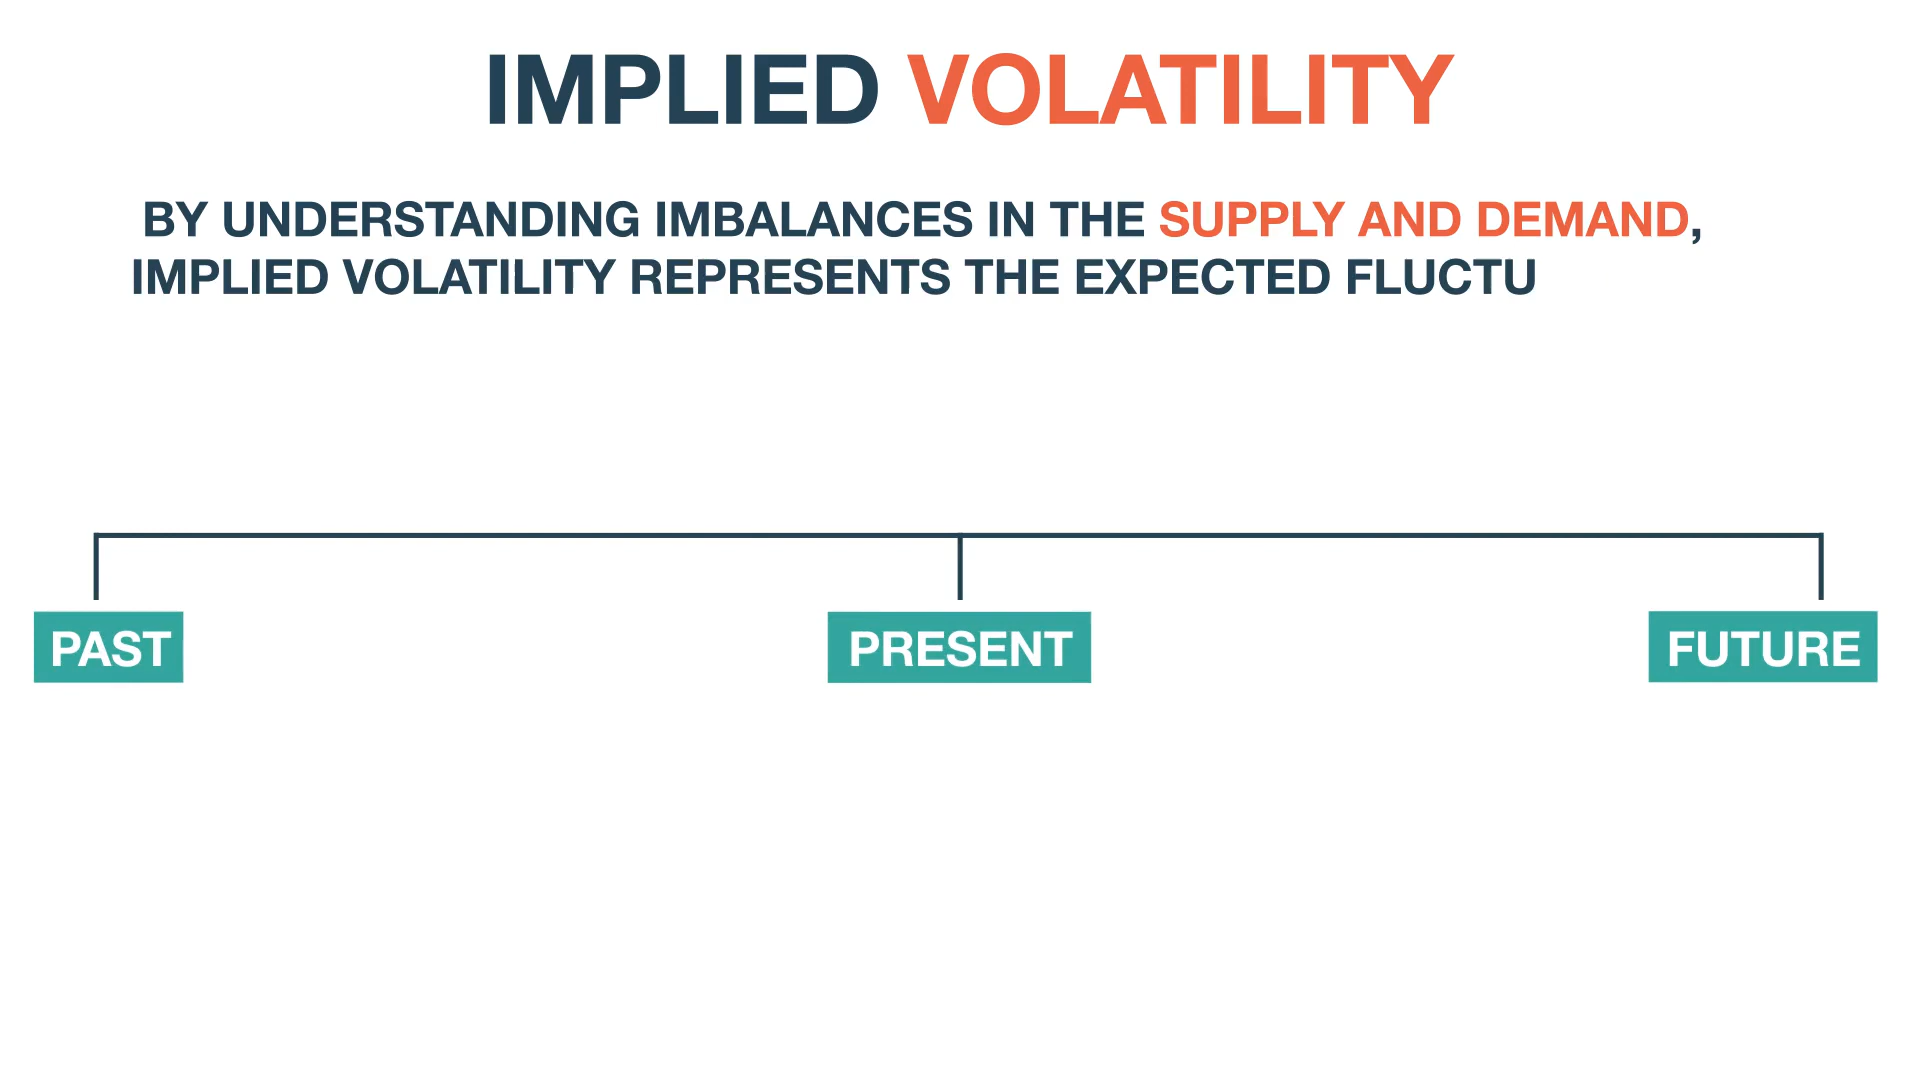 IMPLIED VOLATILITY
BY UNDERSTANDING IMBALANCES IN THE SUPPLY AND DEMAND,
IMPLIED VOLATILITY REPRESENTS THE EXPECTED FLUCTU
PAST
PRESENT
FUTURE